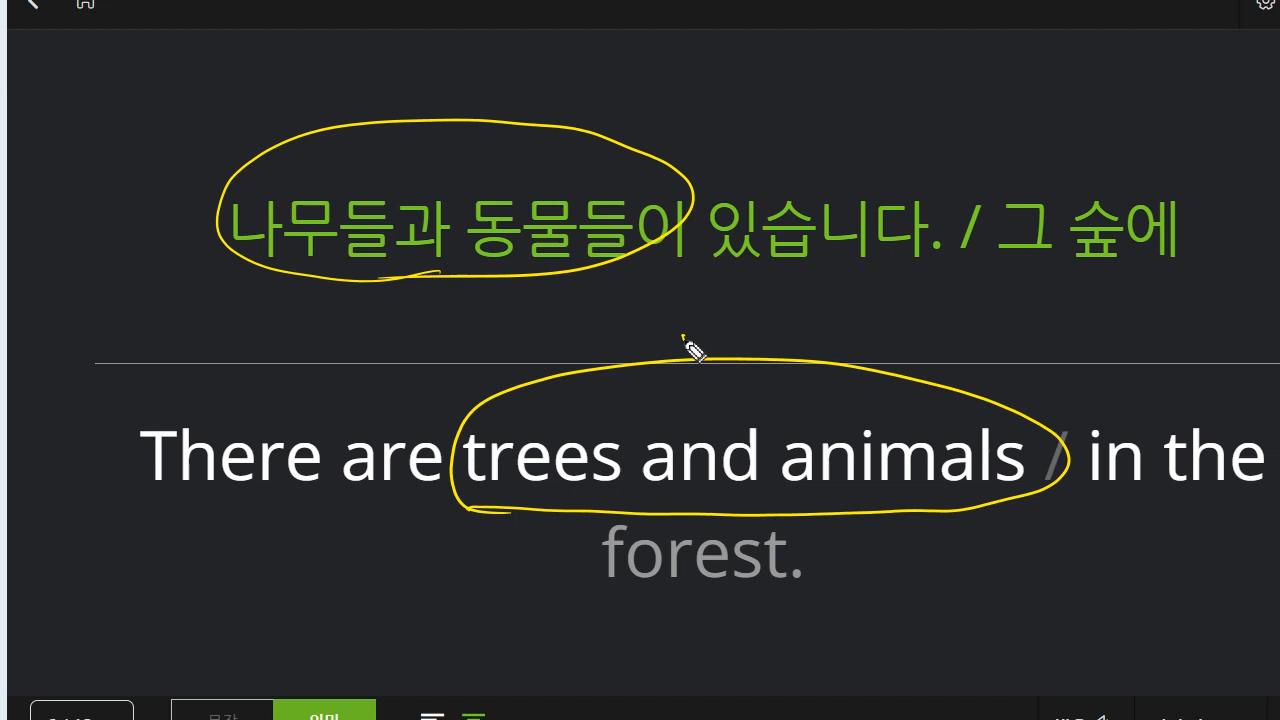 나무들과 동물들이 있습니다. / 그 숲에
There are trees and animals / in the
forest.